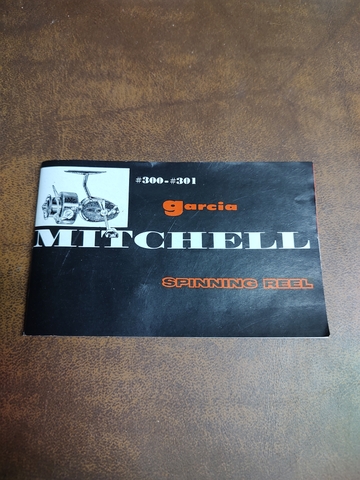 #300-#301
garcia
MITCHELL
SPINNING REEL